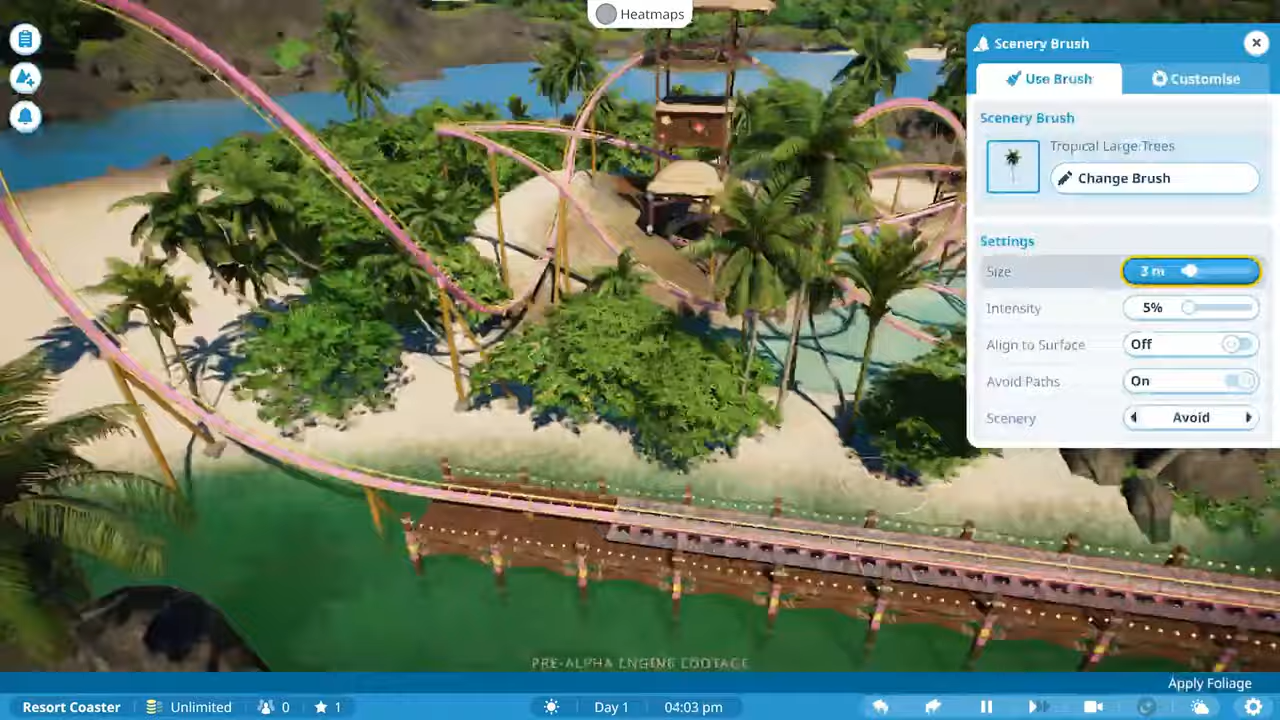 Heatmaps
Scenery Brush
Use Brush
Customise
Scenery Brush
Tropical Large Trees
Change Brush
Settings
Size 3 m
Intensity 5%
Align to Surface Off
Avoid Paths On
Scenery Avoid
PRE-ALPHA ENGINE FOOTAGE
Apply Foliage
Resort Coaster Unlimited 0 1 Day 1 04:03 pm